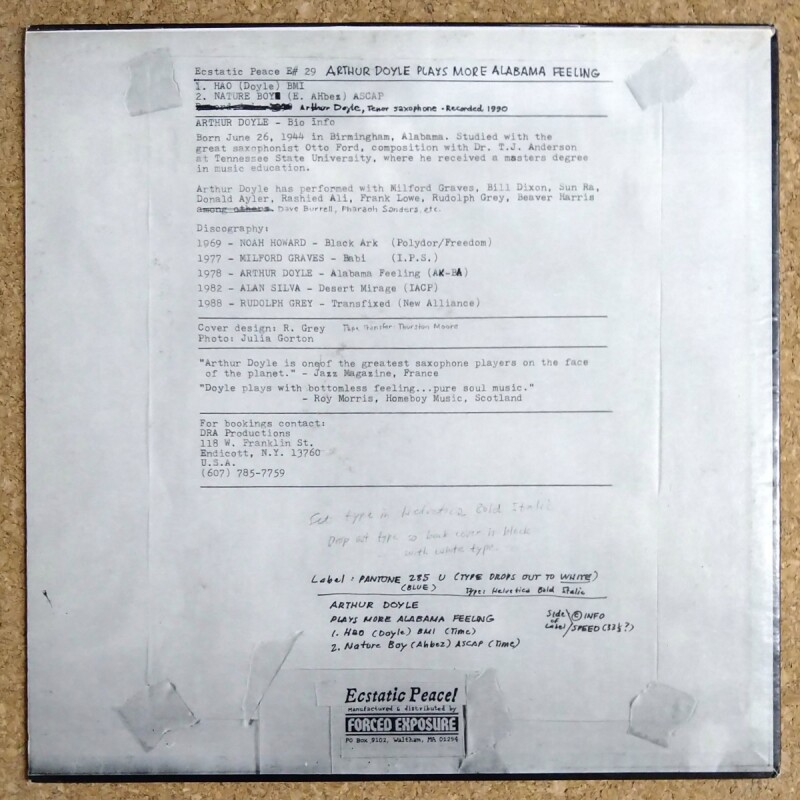 Ecstatic Peace E# 29 ARTHUR DOYLE PLAYS MORE ALABAMA FEELING
1. HAO (Doyle) BMI
2. NATURE BOY (E. AHbez) ASCAP
Arthur Doyle, Tenor saxophone • Recorded 1990
ARTHUR DOYLE - Bio Info
Born June 26, 1944 in Birmingham, Alabama. Studied with the
great saxophonist Otto Ford, composition with Dr. T.J. Anderson
at Tennessee State University, where he received a masters degree
in music education.
Arthur Doyle has performed with Milford Graves, Bill Dixon, Sun Ra,
Donald Ayler, Rashied Ali, Frank Lowe, Rudolph Grey, Beaver Harris
among others. Dave Burrell, Pharaoh Sanders, etc.
Discography:
1969 - NOAH HOWARD - Black Ark (Polydor/Freedom)
1977 - MILFORD GRAVES - Babi (I.P.S.)
1978 - ARTHUR DOYLE - Alabama Feeling (AK-BA)
1982 - ALAN SILVA - Desert Mirage (IACP)
1988 - RUDOLPH GREY - Transfixed (New Alliance)
Cover design: R. Grey Tape Transfer Thurston Moore
Photo: Julia Gorton
"Arthur Doyle is one of the greatest saxophone players on the face
of the planet." - Jazz Magazine, France
"Doyle plays with bottomless feeling...pure soul music."
- Roy Morris, Homeboy Music, Scotland
For bookings contact:
DRA Productions
118 W. Franklin St.
Endicott, N.Y. 13760
U.S.A.
(607) 785-7759
Set type in Helvetica Bold Italic
Drop out type so back cover is black
with white type.
Label : PANTONE 285 U (TYPE DROPS OUT TO WHITE)
(BLUE) Type: Helvetica Bold Italic
ARTHUR DOYLE
PLAYS MORE ALABAMA FEELING
1. Hao (Doyle) BMI (Time)
2. Nature Boy (Ahbez) ASCAP (Time)
Side of Label / Ⓔ INFO / SPEED (33⅓ ?)
Ecstatic Peace!
manufactured & distributed by
FORCED EXPOSURE
PO Box 9102, Waltham, MA 02254